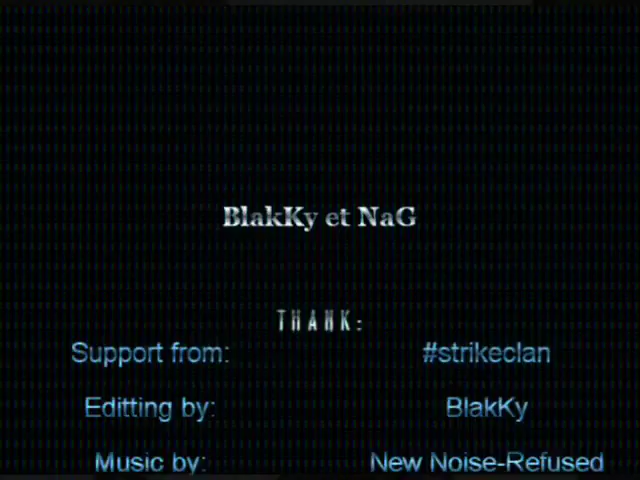 BlakKy et NaG
THANK:
Support from: #strikeclan
Editting by: BlakKy
Music by: New Noise-Refused